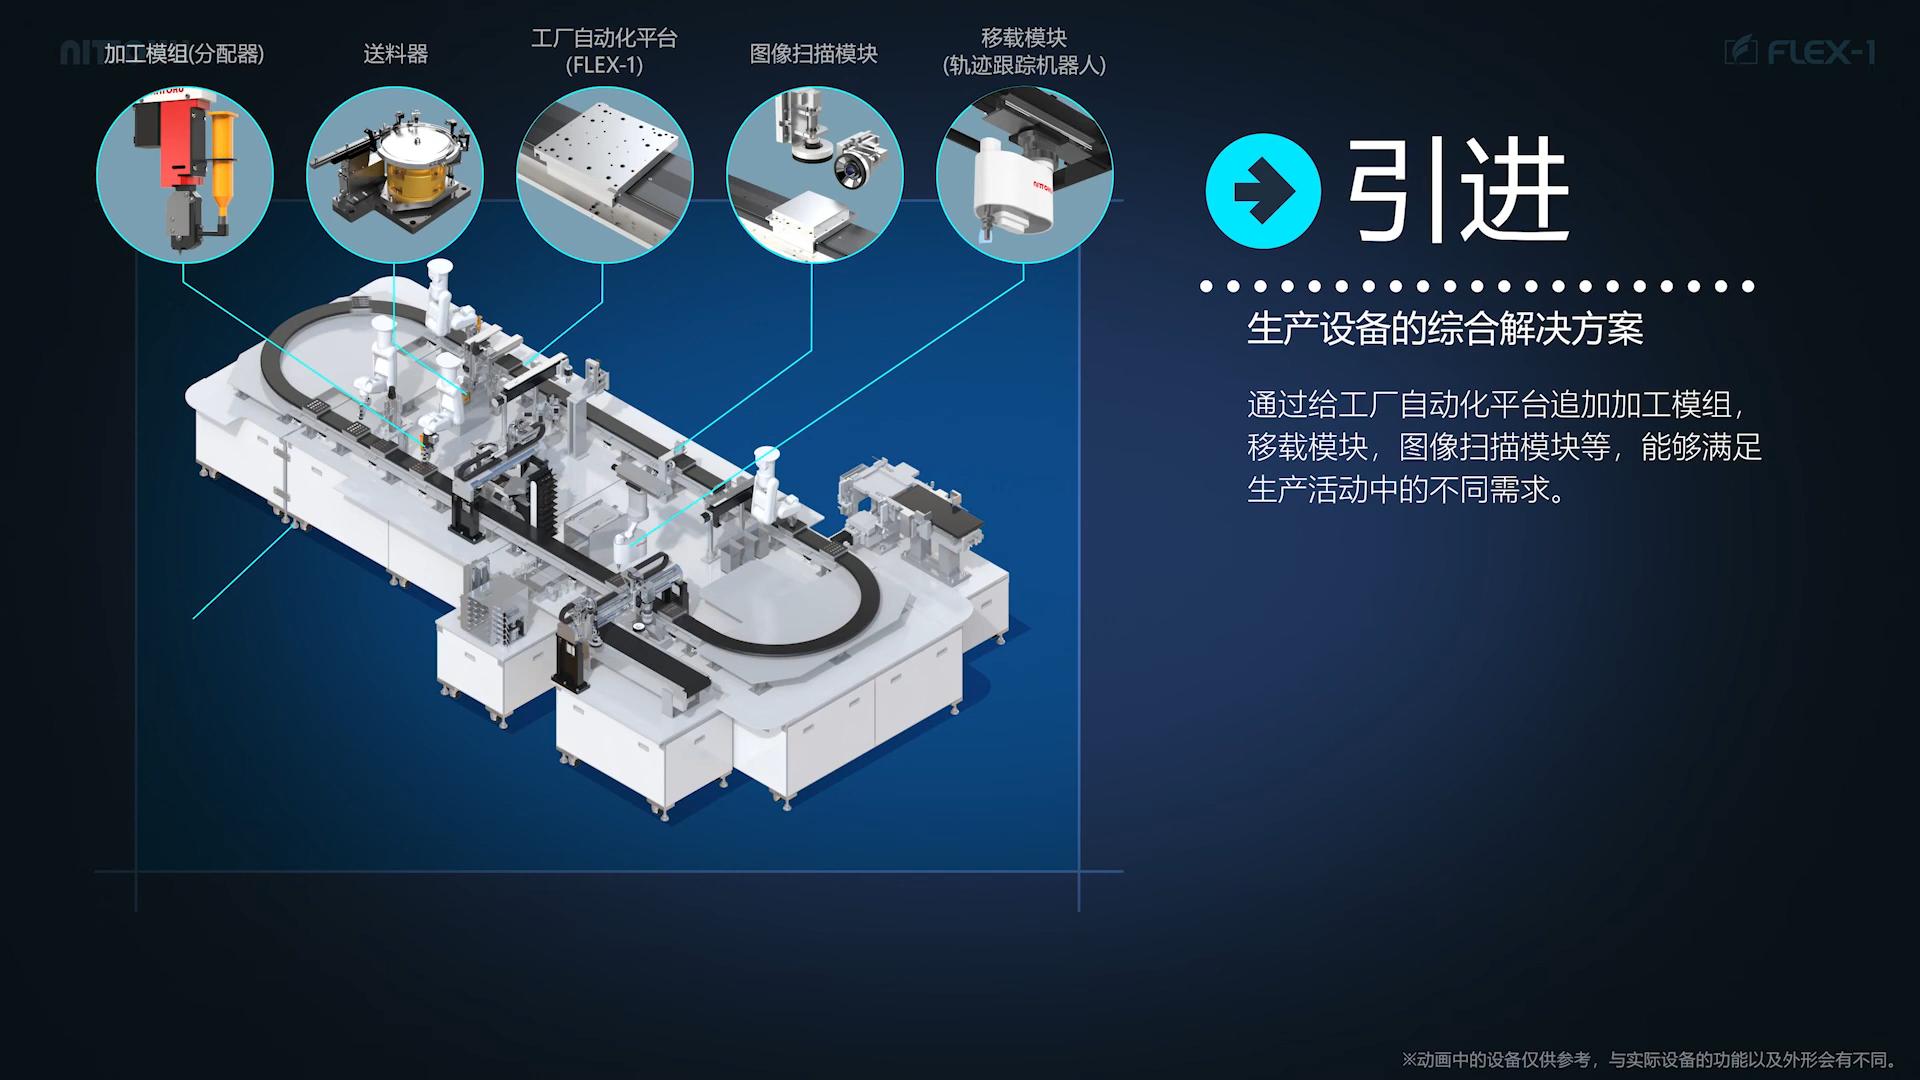 加工模组(分配器)
送料器
工厂自动化平台
(FLEX-1)
图像扫描模块
移载模块
(轨迹跟踪机器人)
FLEX-1
引进
生产设备的综合解决方案
通过给工厂自动化平台追加加工模组，
移载模块，图像扫描模块等，能够满足
生产活动中的不同需求。
※动画中的设备仅供参考，与实际设备的功能以及外形会有不同。